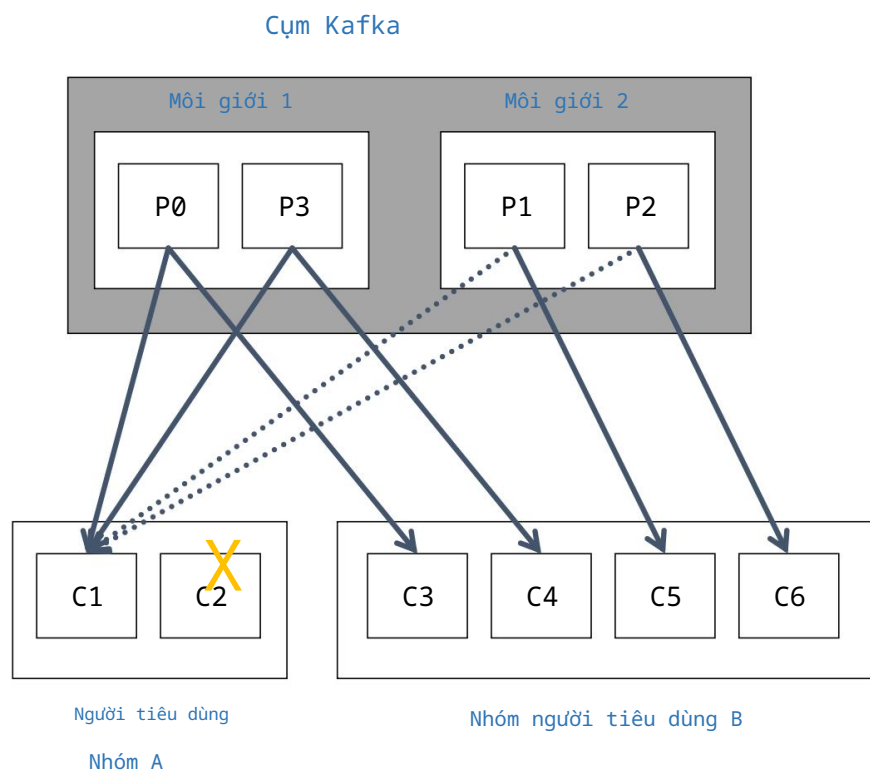 Cụm Kafka
Môi giới 1
Môi giới 2
P0
P3
P1
P2
X
C1
C2
C3
C4
C5
C6
Người tiêu dùng
Nhóm A
Nhóm người tiêu dùng B